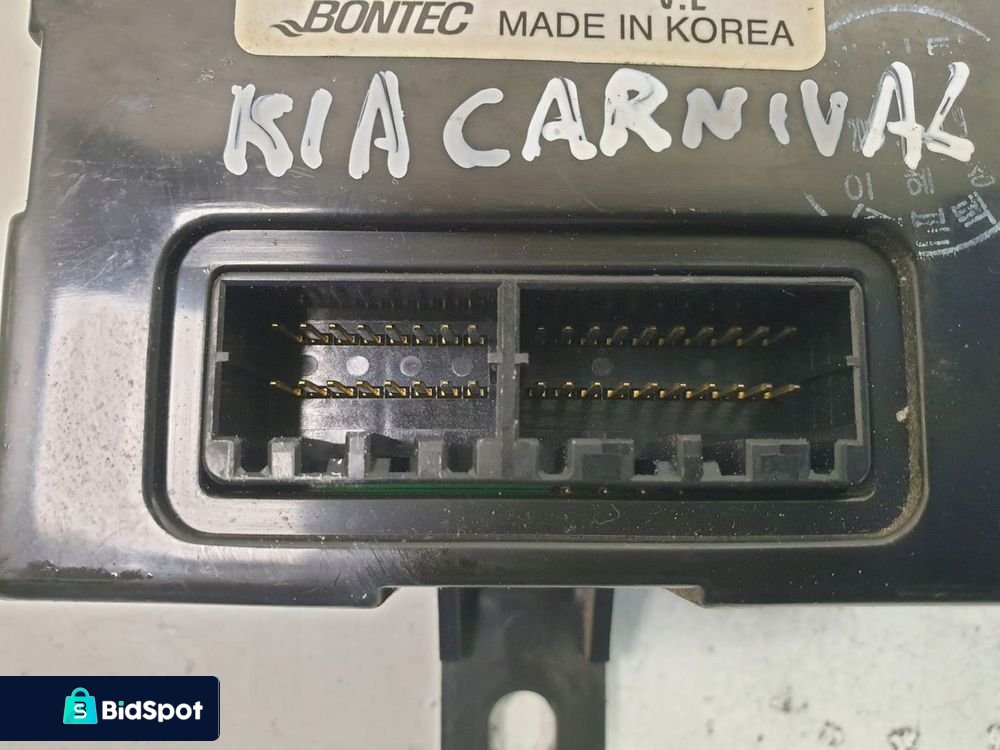 BONTEC MADE IN KOREA
KIA CARNIVAL
BidSpot